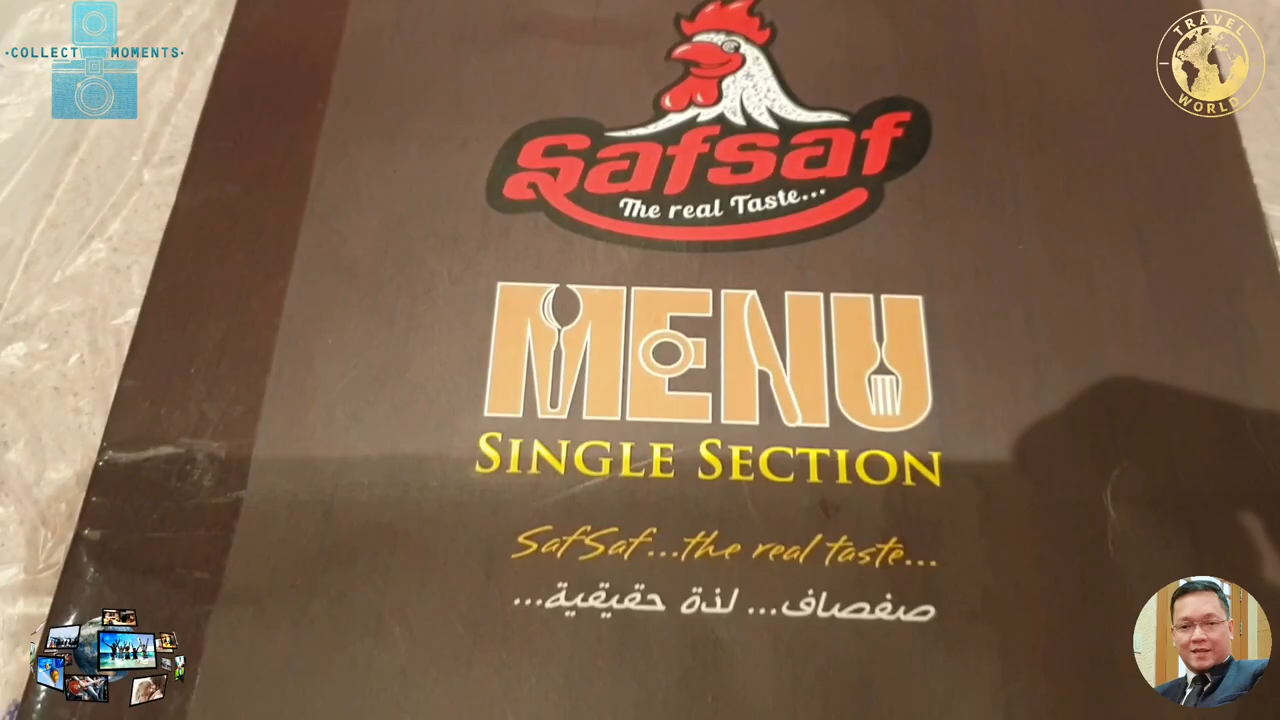 ·COLLECT MOMENTS·
TRAVEL
WORLD
Safsaf
The real Taste...
MENU
SINGLE SECTION
SafSaf...the real taste...
صفصاف... لذة حقيقية...